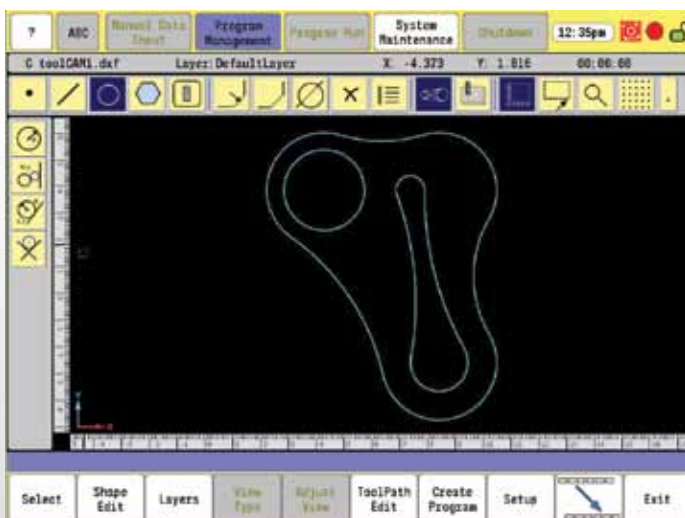 ?
ABC
Manual Data Input
Program Management
Program Run
System Maintenance
Shutdown
12:35pm
C toolCAM1.dxf Layer:DefaultLayer X: -4.373 Y: 1.816 00:00:00
Select
Shape Edit
Layers
View Type
Adjust View
ToolPath Edit
Create Program
Setup
Exit